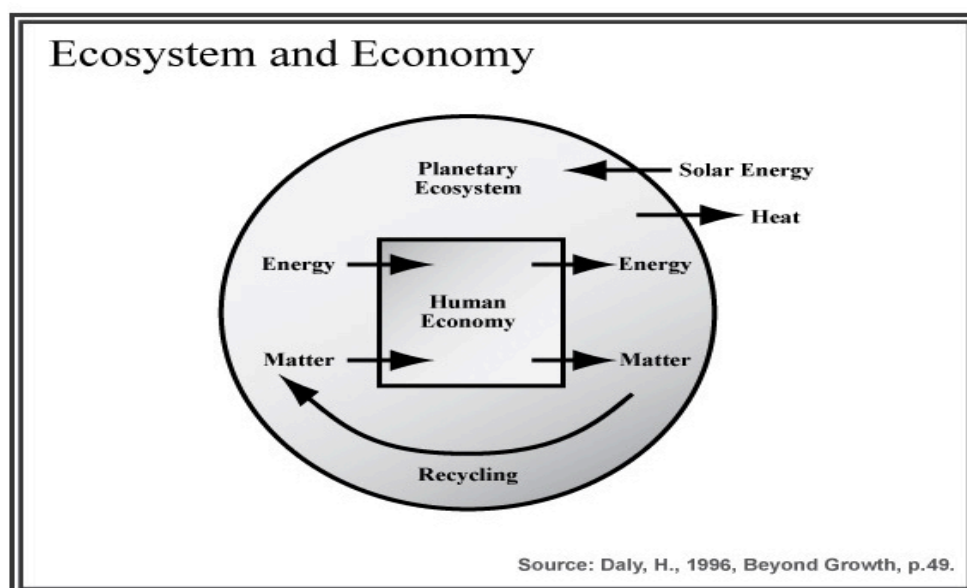 Ecosystem and Economy
Planetary
Ecosystem
Solar Energy
Heat
Energy
Energy
Human
Economy
Matter
Matter
Recycling
Source: Daly, H., 1996, Beyond Growth, p.49.